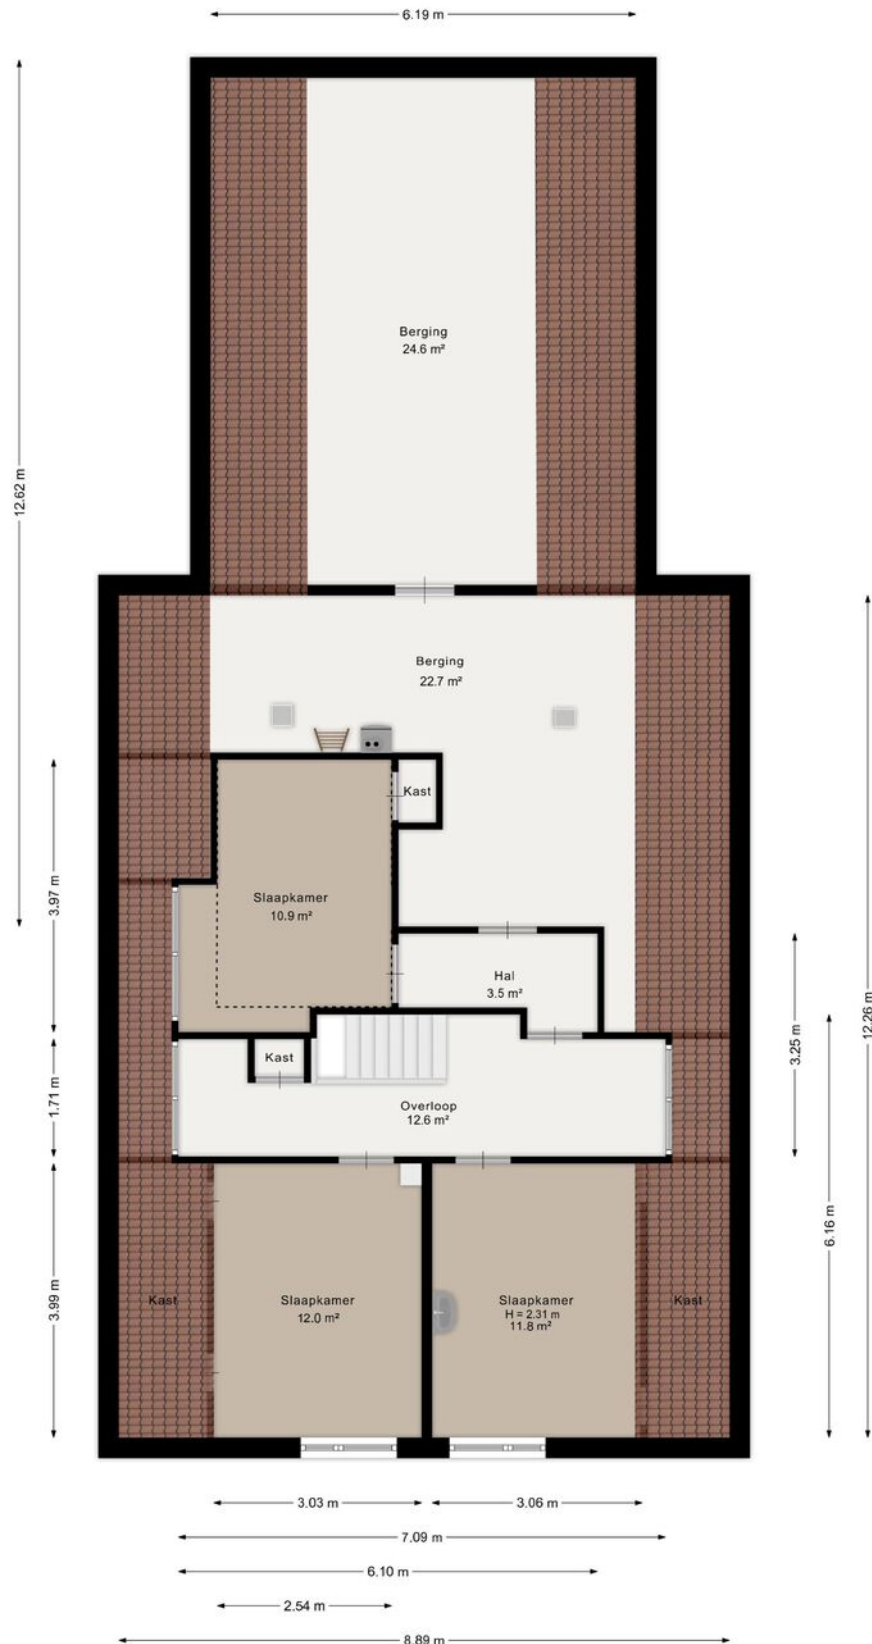 6.19 m
12.62 m
Berging
24.6 m²
Berging
22.7 m²
Kast
3.97 m
Slaapkamer
10.9 m²
Hal
3.5 m²
12.26 m
3.25 m
Kast
1.71 m
Overloop
12.6 m²
6.16 m
3.99 m
Kast
Slaapkamer
12.0 m²
Slaapkamer
H = 2.31 m
11.8 m²
Kast
3.03 m
3.06 m
7.09 m
6.10 m
2.54 m
8.89 m